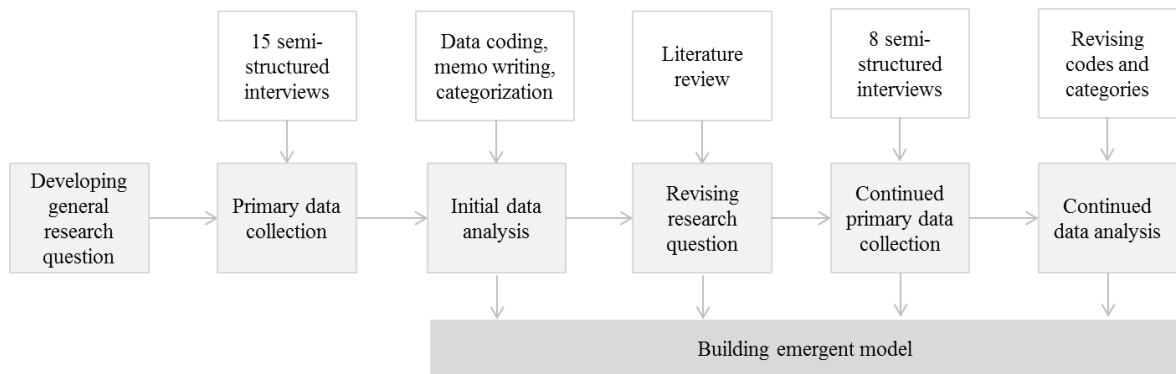 15 semi-
structured
interviews
Data coding,
memo writing,
categorization
Literature
review
8 semi-
structured
interviews
Revising
codes and
categories
Developing
general
research
question
Primary data
collection
Initial data
analysis
Revising
research
question
Continued
primary data
collection
Continued
data analysis
Building emergent model